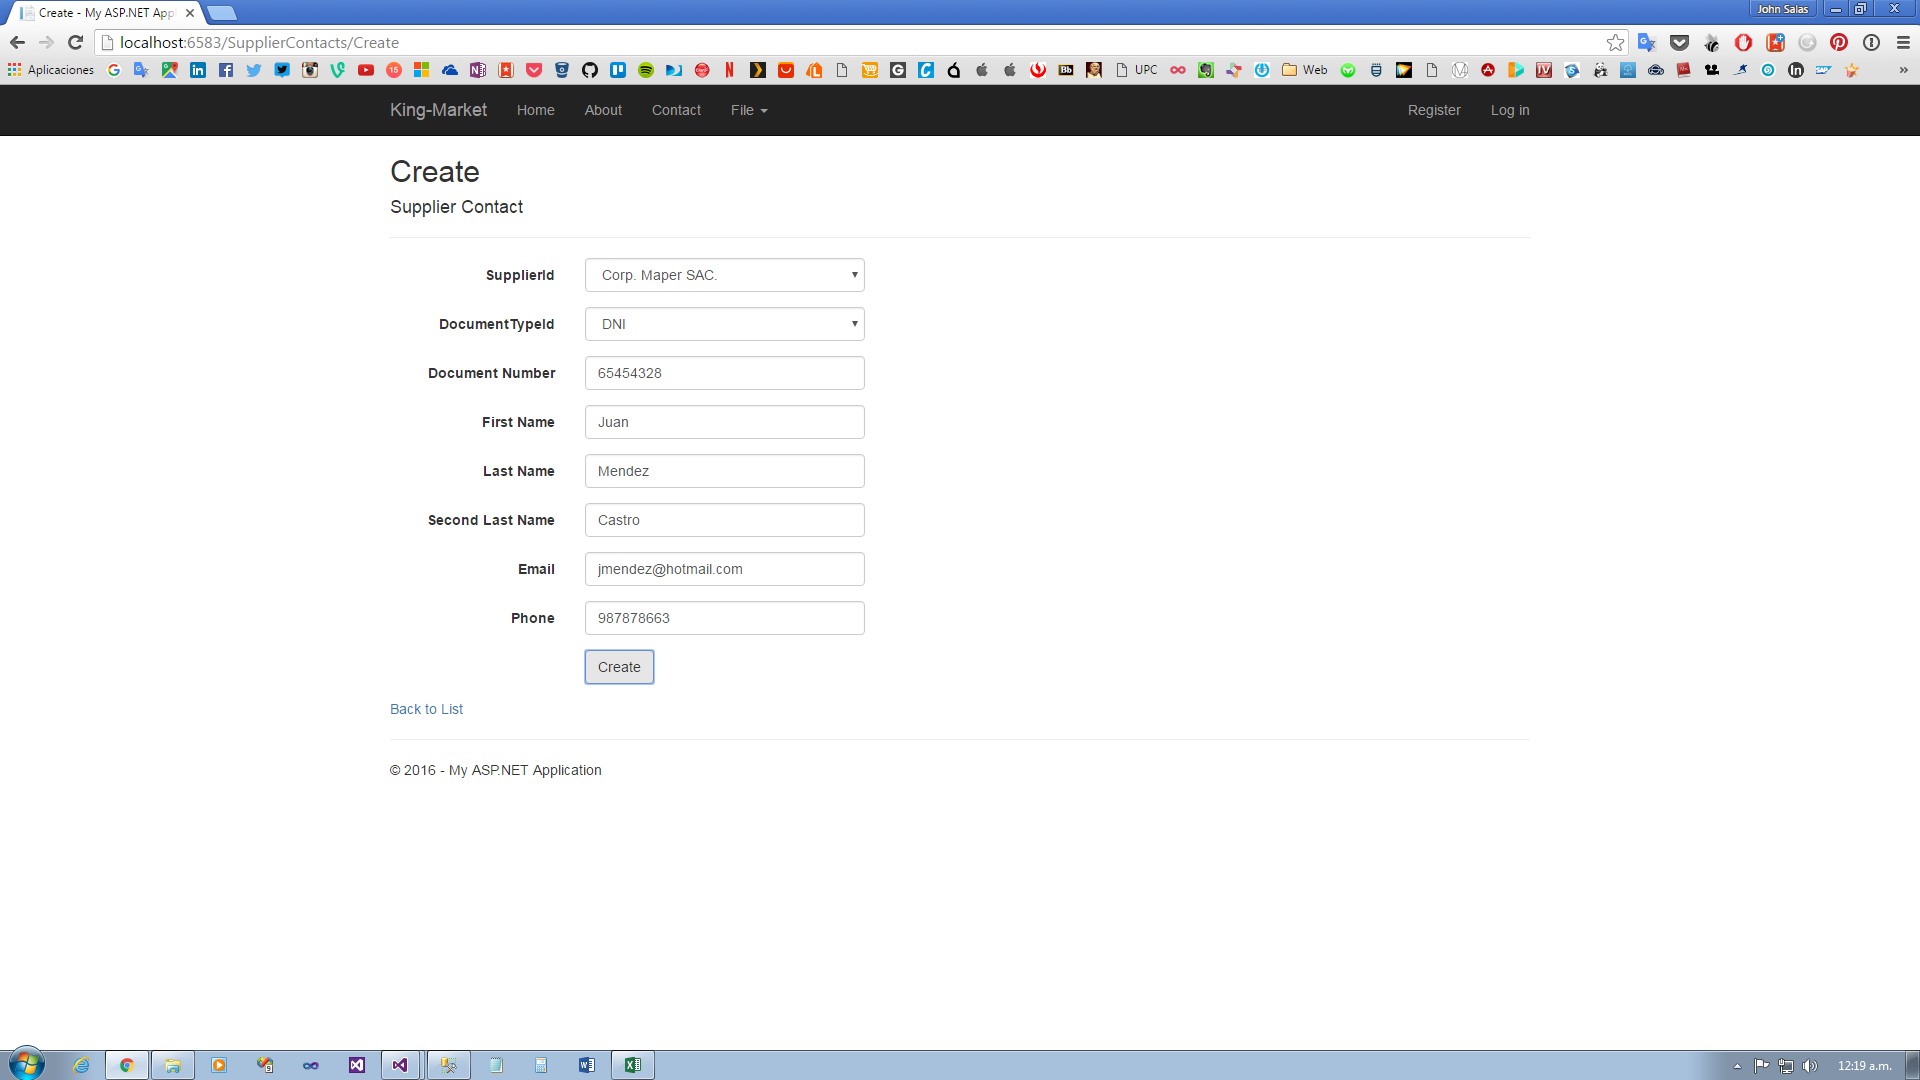 Create - My ASP.NET App
John Salas
localhost:6583/SupplierContacts/Create
Aplicaciones
UPC
Web
King-Market Home About Contact File Register Log in
Create
Supplier Contact
SupplierId Corp. Maper SAC.
DocumentTypeId DNI
Document Number 65454328
First Name Juan
Last Name Mendez
Second Last Name Castro
Email jmendez@hotmail.com
Phone 987878663
Create
Back to List
© 2016 - My ASP.NET Application
12:19 a.m.